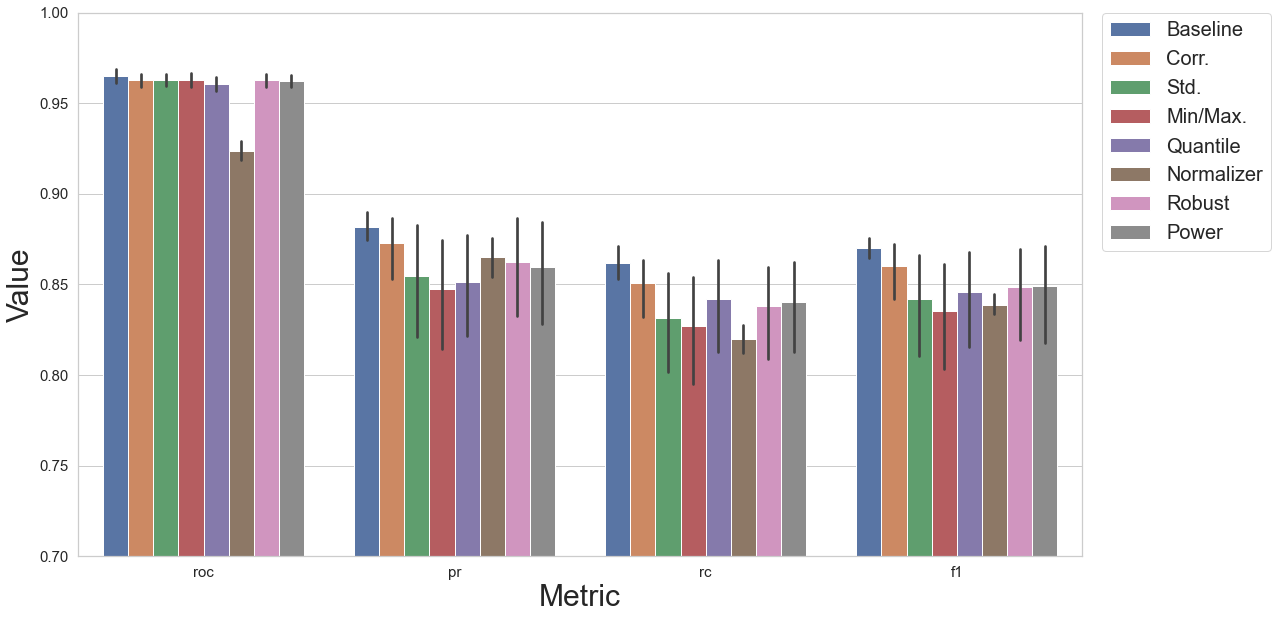 Value
1.00
0.95
0.90
0.85
0.80
0.75
0.70
roc pr rc f1
Metric
Baseline
Corr.
Std.
Min/Max.
Quantile
Normalizer
Robust
Power